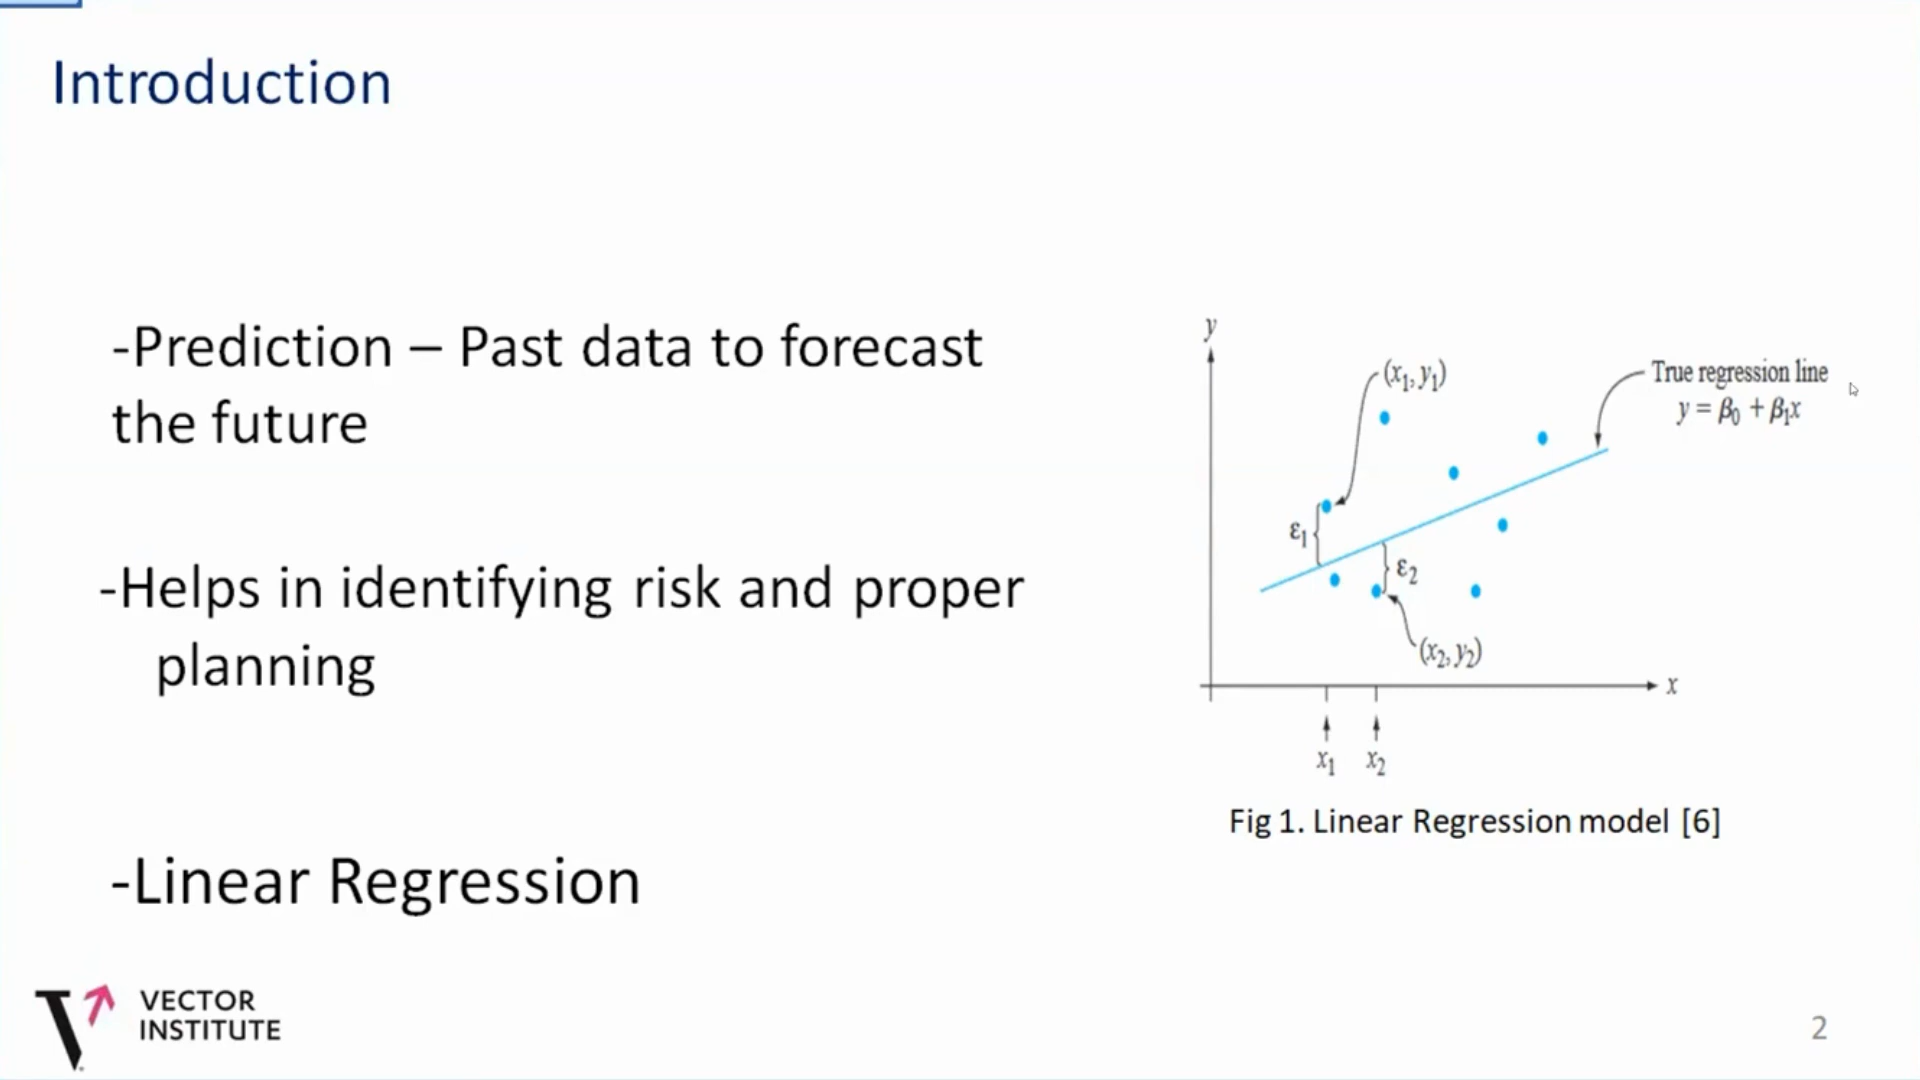 Introduction
-Prediction – Past data to forecast
the future
-Helps in identifying risk and proper
planning
-Linear Regression
y
(x₁, y₁)
True regression line
y = β₀ + β₁x
ε₁
ε₂
(x₂, y₂)
x
x₁ x₂
Fig 1. Linear Regression model [6]
VECTOR
INSTITUTE
2